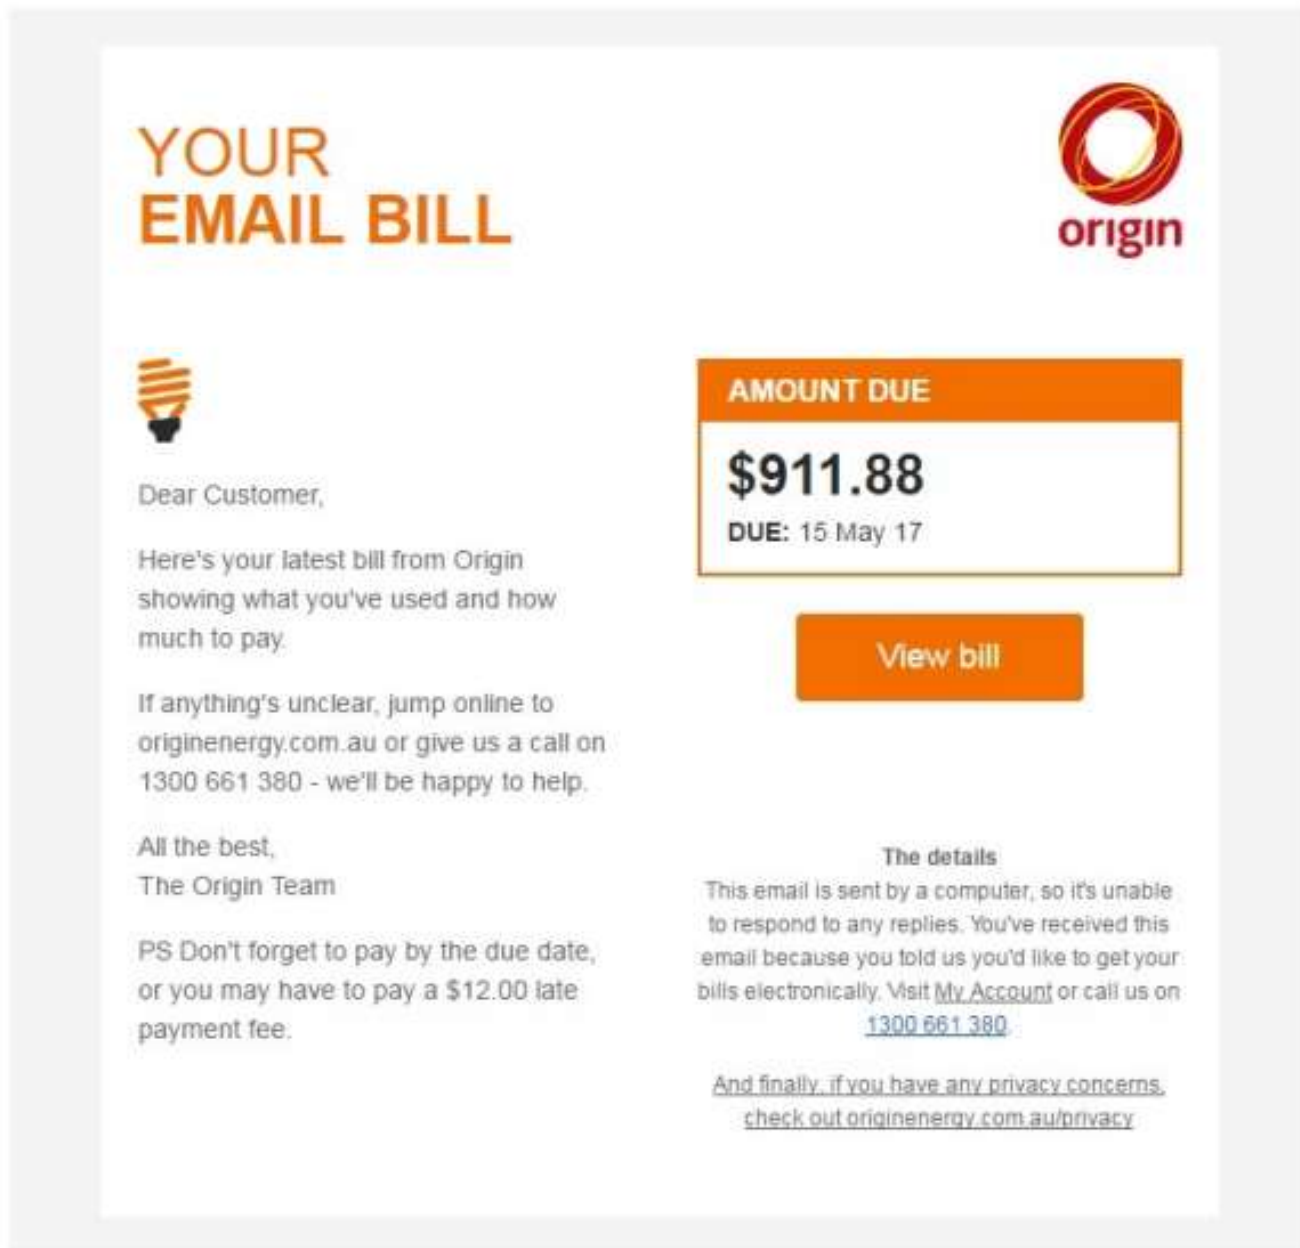 YOUR
EMAIL BILL
origin
Dear Customer,
Here's your latest bill from Origin
showing what you've used and how
much to pay.
If anything's unclear, jump online to
originenergy.com.au or give us a call on
1300 661 380 - we'll be happy to help.
All the best,
The Origin Team
PS Don't forget to pay by the due date,
or you may have to pay a $12.00 late
payment fee.
AMOUNT DUE
$911.88
DUE: 15 May 17
View bill
The details
This email is sent by a computer, so it's unable
to respond to any replies. You've received this
email because you told us you'd like to get your
bills electronically. Visit My Account or call us on
1300 661 380.
And finally, if you have any privacy concerns,
check out originenergy.com.au/privacy